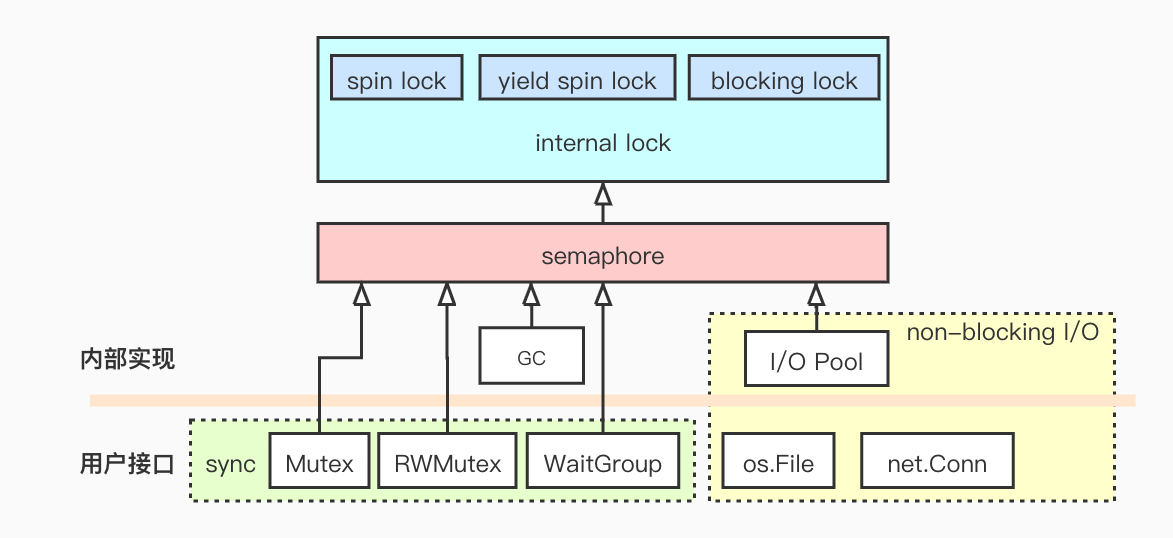 spin lock
yield spin lock
blocking lock
internal lock
semaphore
non-blocking I/O
内部实现
GC
I/O Pool
用户接口
sync
Mutex
RWMutex
WaitGroup
os.File
net.Conn